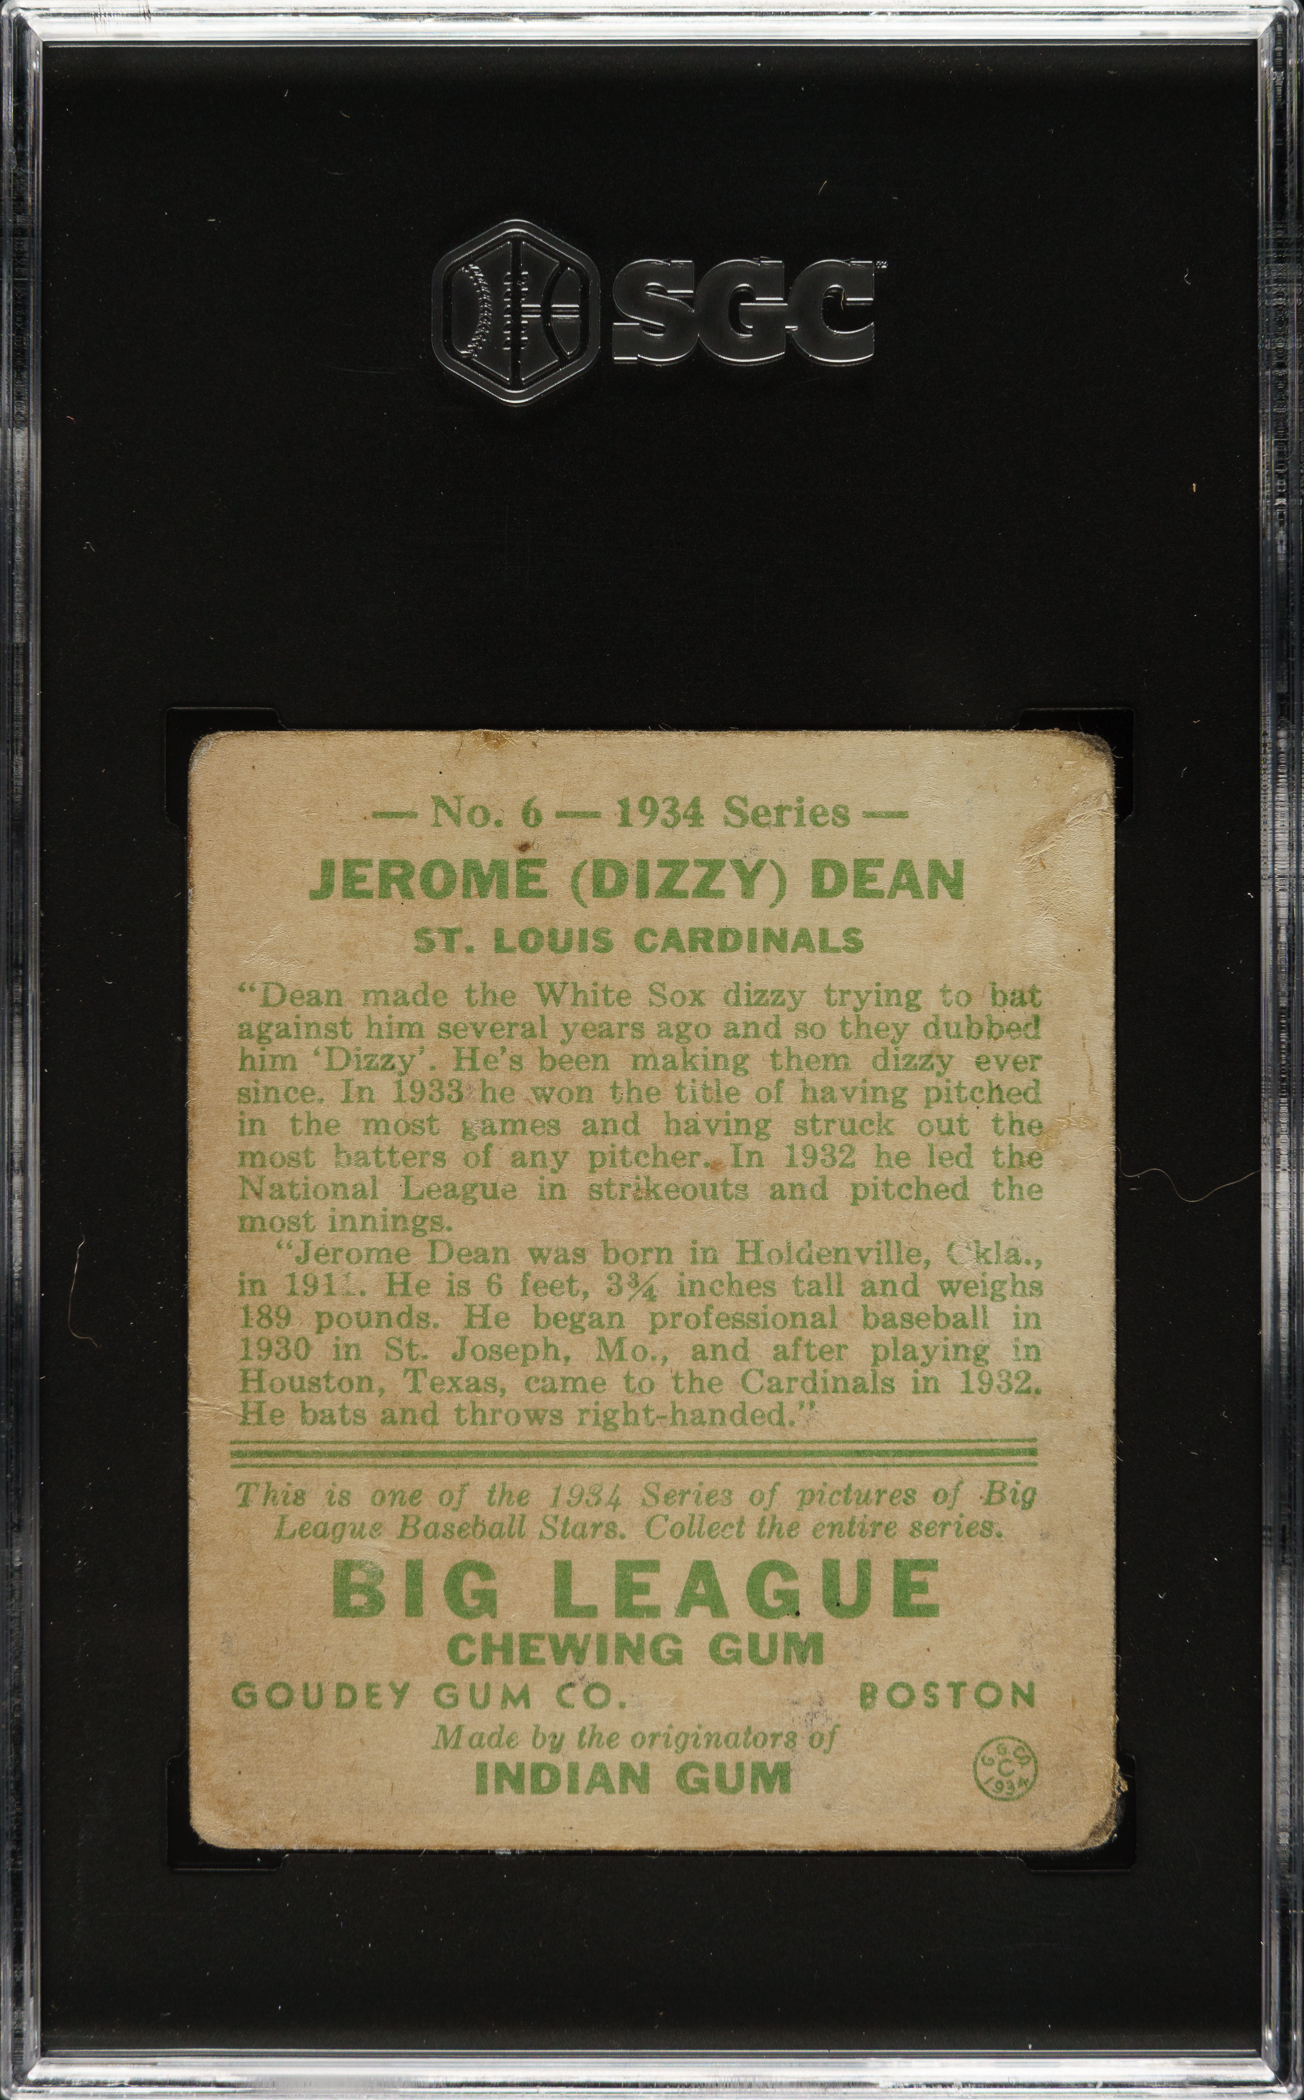 SGC
— No. 6 — 1934 Series —
JEROME (DIZZY) DEAN
ST. LOUIS CARDINALS
“Dean made the White Sox dizzy trying to bat
against him several years ago and so they dubbed
him ‘Dizzy’. He's been making them dizzy ever
since. In 1933 he won the title of having pitched
in the most games and having struck out the
most batters of any pitcher. In 1932 he led the
National League in strikeouts and pitched the
most innings.
“Jerome Dean was born in Holdenville, Okla.,
in 1911. He is 6 feet, 3¾ inches tall and weighs
189 pounds. He began professional baseball in
1930 in St. Joseph, Mo., and after playing in
Houston, Texas, came to the Cardinals in 1932.
He bats and throws right-handed.”
This is one of the 1934 Series of pictures of Big
League Baseball Stars. Collect the entire series.
BIG LEAGUE
CHEWING GUM
GOUDEY GUM CO. BOSTON
Made by the originators of
INDIAN GUM
G. G. CO.
C
1934